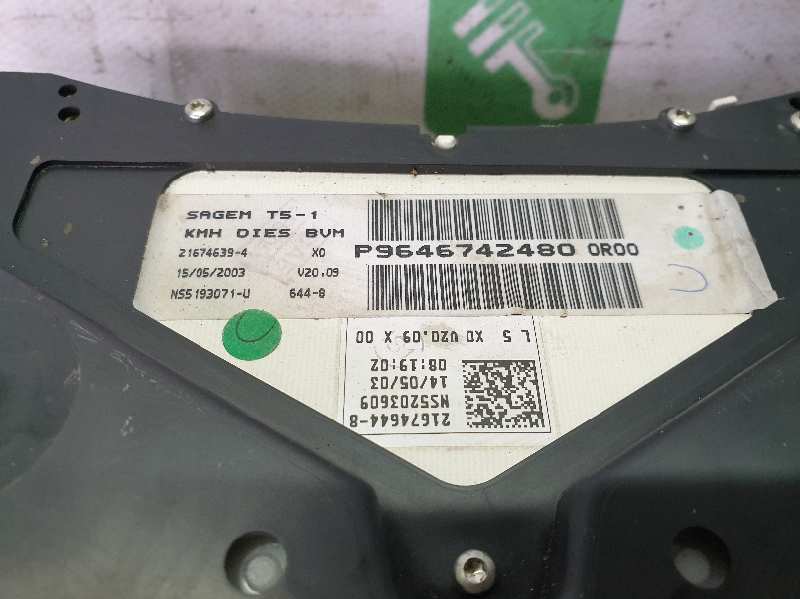 SAGEM T5-1
KMH DIES BVM
21674639-4 X0
15/05/2003 V20.09
NS5193071-U 644-8
P9646742480 0R00
21674644-8
NS5203609
14/05/03
08:19:02
L 5 X0 V20.09 X 00